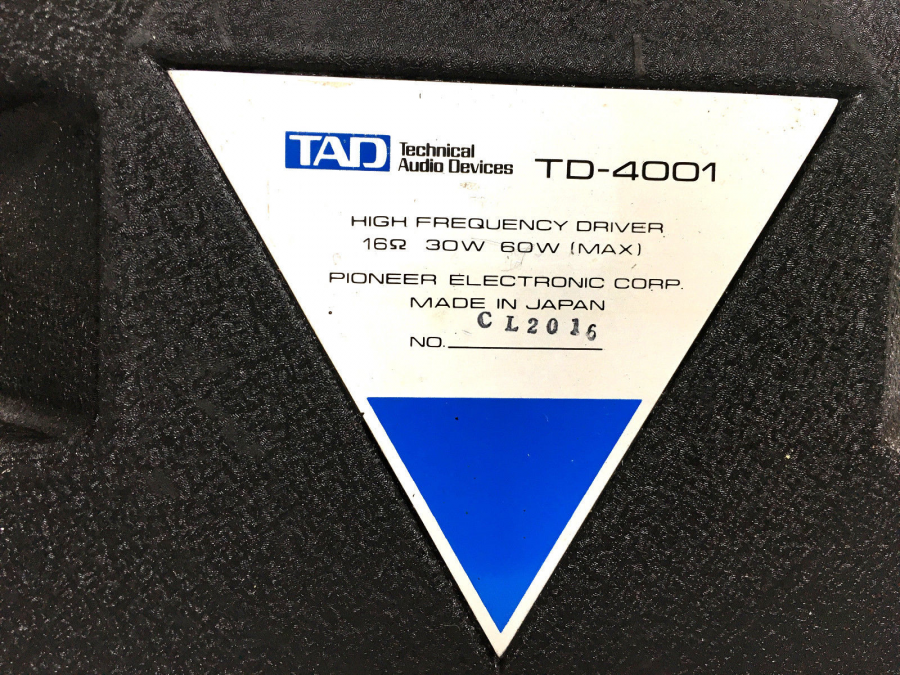 TAD Technical
Audio Devices TD-4001
HIGH FREQUENCY DRIVER
16Ω 30W 60W (MAX)
PIONEER ELECTRONIC CORP.
MADE IN JAPAN
NO. CL2016